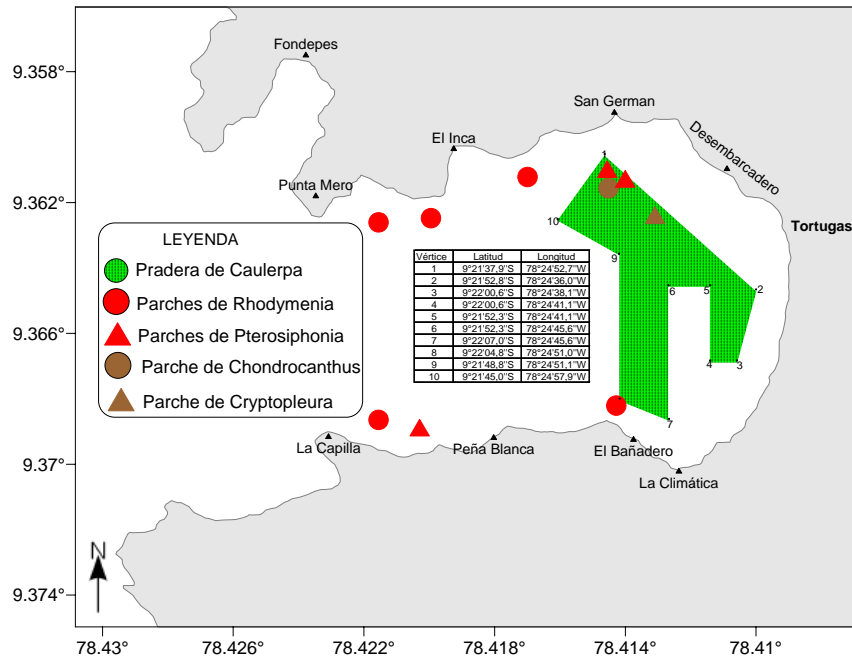 Fondepes
9.358°
San German
El Inca
Desembarcadero
1
Punta Mero
9.362°
10
Tortugas
LEYENDA
Pradera de Caulerpa
Parches de Rhodymenia
Parches de Pterosiphonia
Parche de Chondrocanthus
Parche de Cryptopleura
9
Vértice Latitud Longitud
1 9°21'37,9"S 78°24'52,7"W
2 9°21'52,8"S 78°24'36,0"W
3 9°22'00,6"S 78°24'38,1"W
4 9°22'00,6"S 78°24'41,1"W
5 9°21'52,3"S 78°24'41,1"W
6 9°21'52,3"S 78°24'45,6"W
7 9°22'07,0"S 78°24'45,6"W
8 9°22'04,8"S 78°24'51,0"W
9 9°21'48,8"S 78°24'51,1"W
10 9°21'45,0"S 78°24'57,9"W
6 5 2
9.366°
4 3
7
La Capilla
Peña Blanca
El Bañadero
9.37°
La Climática
N
9.374°
78.43° 78.426° 78.422° 78.418° 78.414° 78.41°